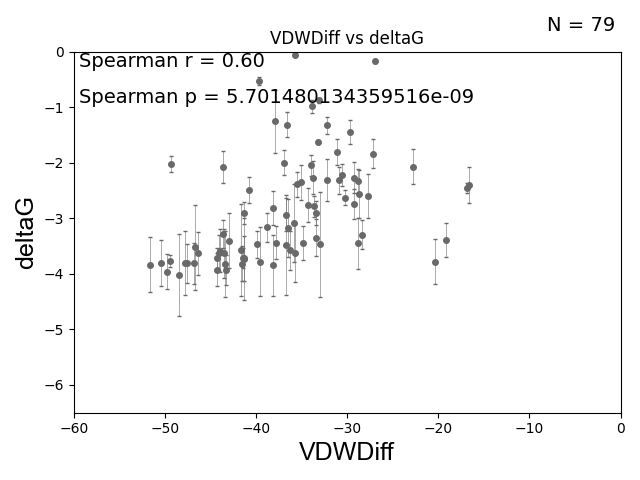 N = 79
VDWDiff vs deltaG
Spearman r = 0.60
Spearman p = 5.701480134359516e-09
0
−1
−2
−3
−4
−5
−6
deltaG
−60 −50 −40 −30 −20 −10 0
VDWDiff